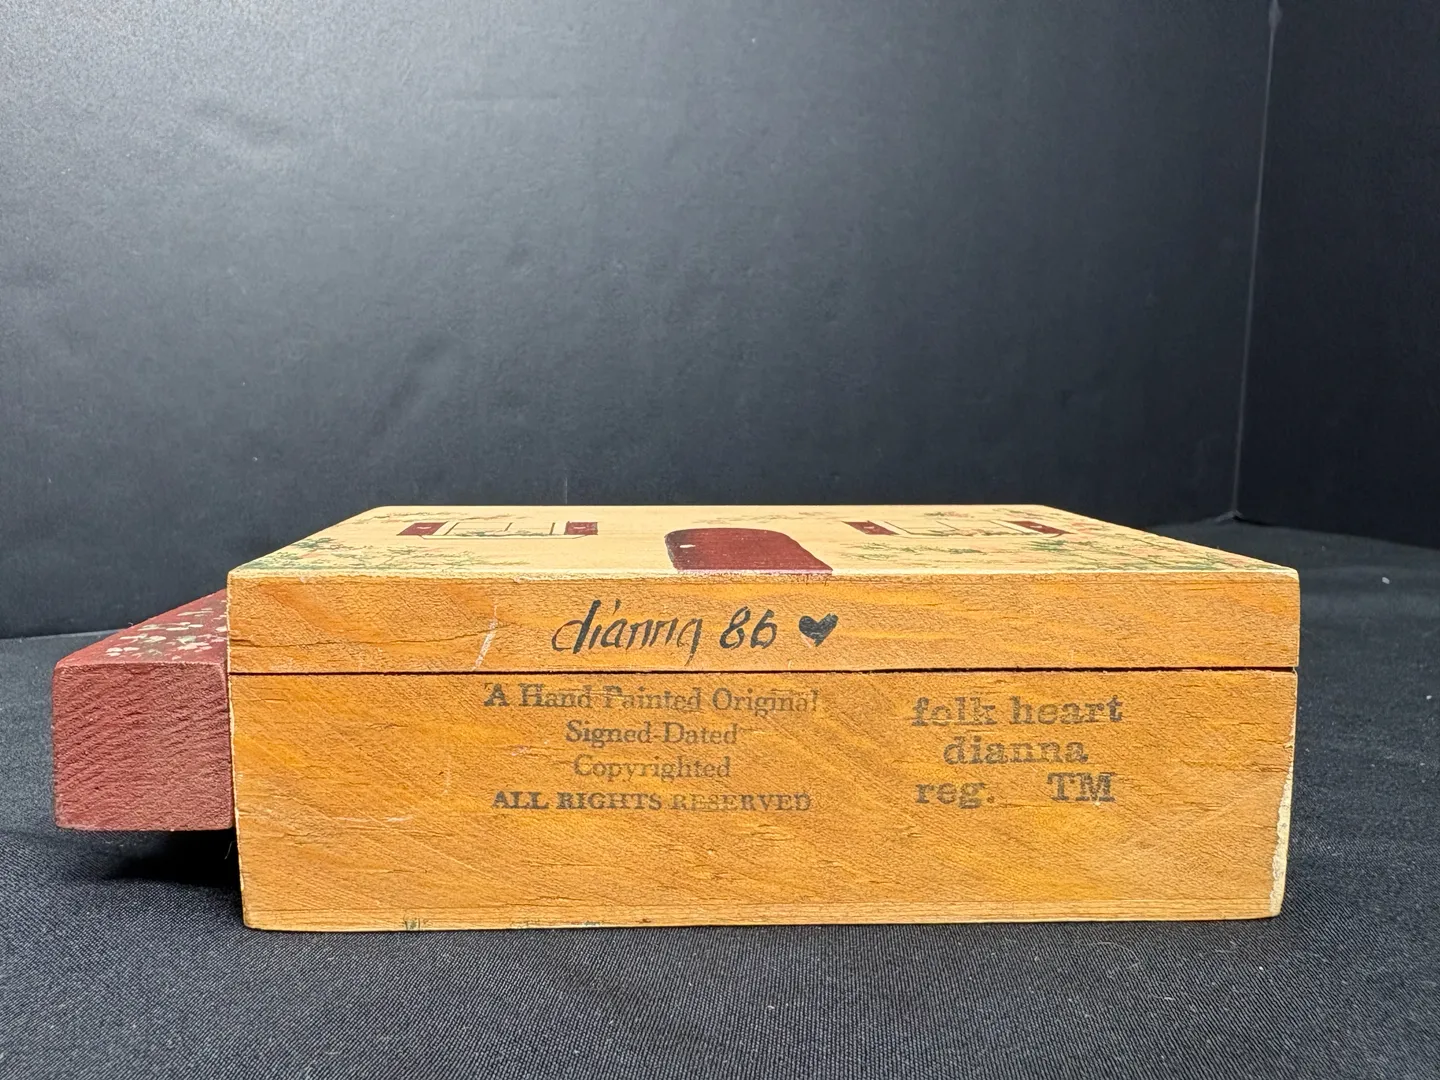 dianna 86 ♥
A Hand Painted Original
Signed Dated
Copyrighted
ALL RIGHTS RESERVED
folk heart
dianna
reg. TM